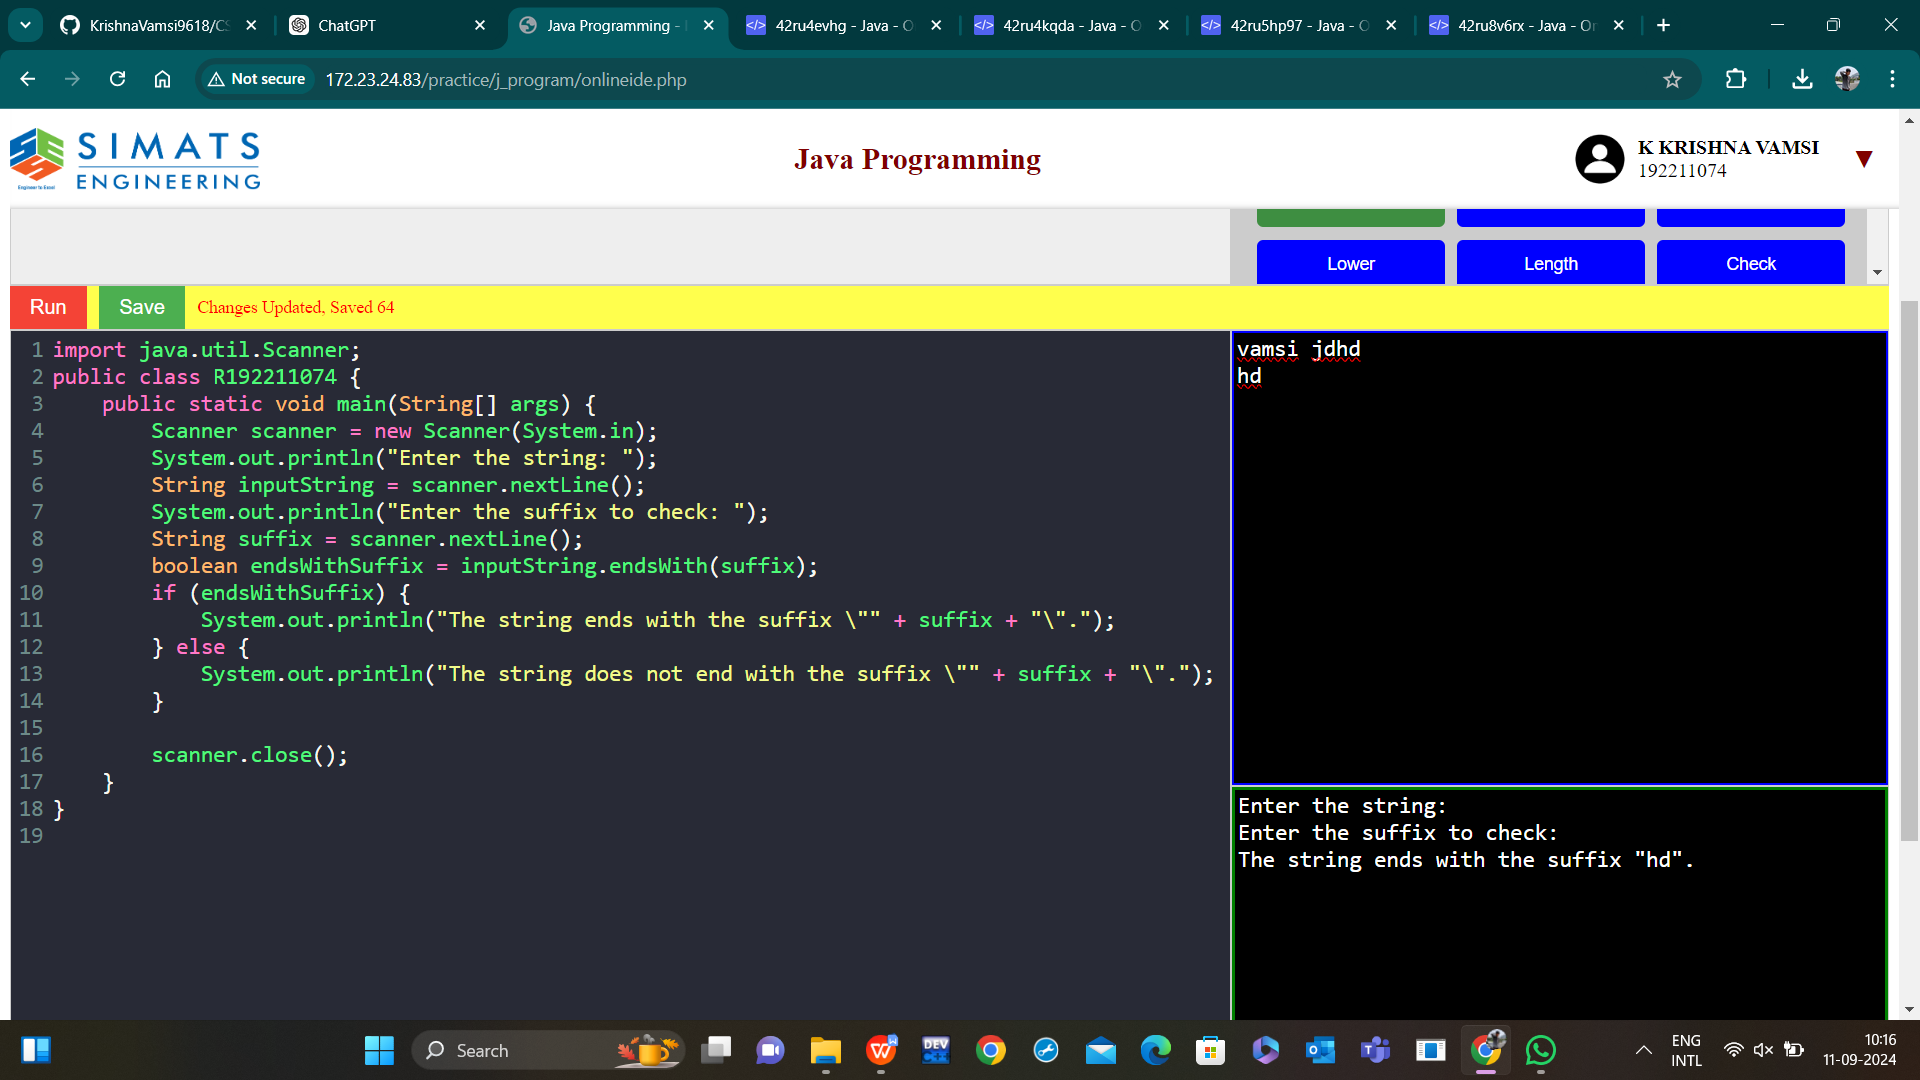 KrishnaVamsi9618/CS
ChatGPT
Java Programming -
42ru4evhg - Java - O
42ru4kqda - Java - O
42ru5hp97 - Java - O
42ru8v6rx - Java - Or
Not secure
172.23.24.83/practice/j_program/onlineide.php
SIMATS
ENGINEERING
Engineer to Excel
Java Programming
K KRISHNA VAMSI
192211074
Lower
Length
Check
Run
Save
Changes Updated, Saved 64
1 import java.util.Scanner;
2 public class R192211074 {
3     public static void main(String[] args) {
4         Scanner scanner = new Scanner(System.in);
5         System.out.println("Enter the string: ");
6         String inputString = scanner.nextLine();
7         System.out.println("Enter the suffix to check: ");
8         String suffix = scanner.nextLine();
9         boolean endsWithSuffix = inputString.endsWith(suffix);
10         if (endsWithSuffix) {
11             System.out.println("The string ends with the suffix \"" + suffix + "\".");
12         } else {
13             System.out.println("The string does not end with the suffix \"" + suffix + "\".");
14         }
15
16         scanner.close();
17     }
18 }
19
vamsi jdhd
hd
Enter the string:
Enter the suffix to check:
The string ends with the suffix "hd".
Search
DEV
C++
ENG
INTL
10:16
11-09-2024